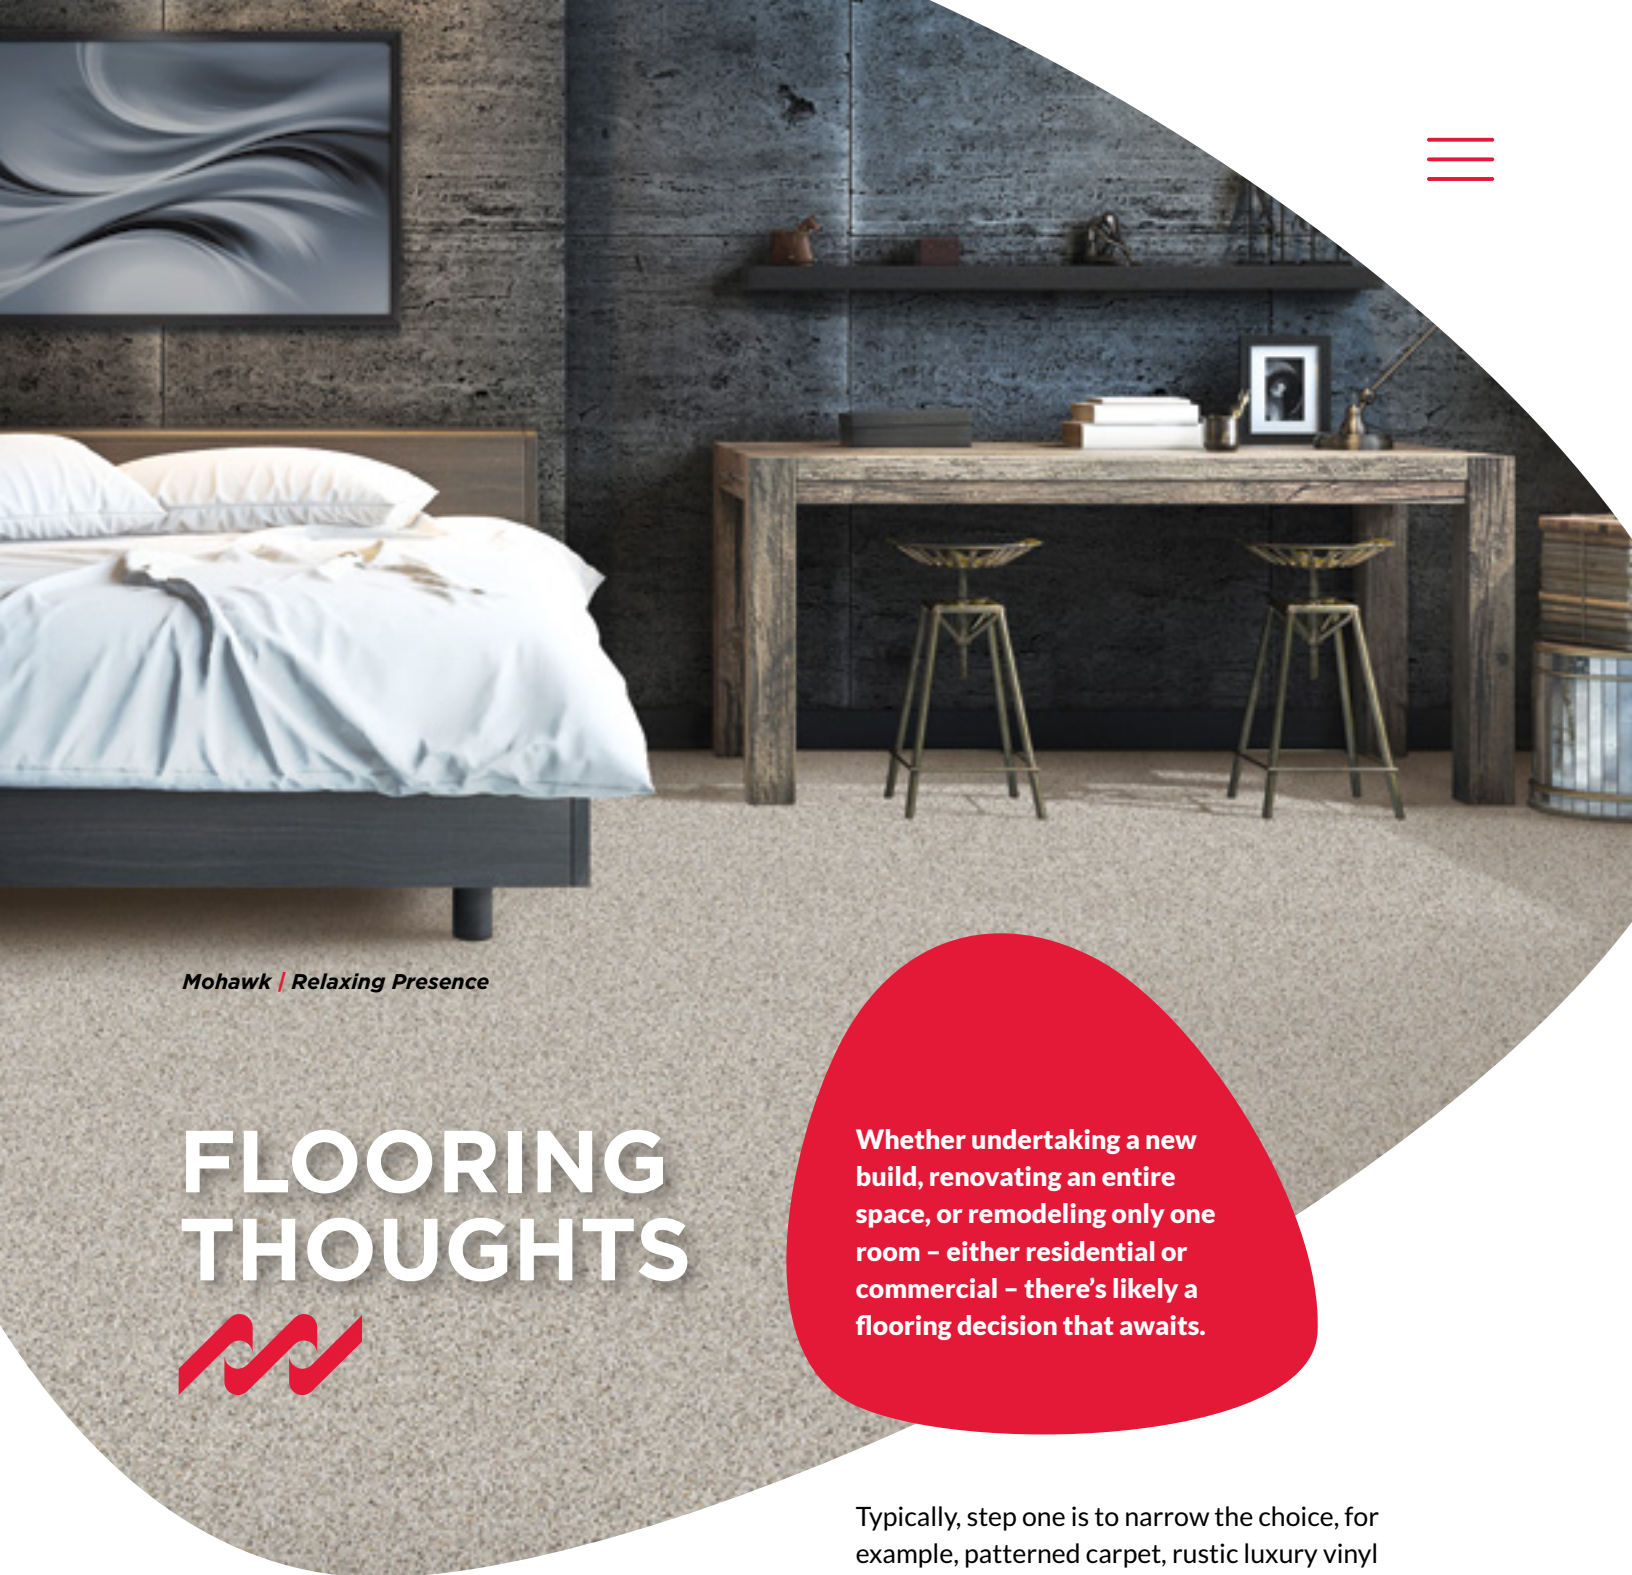 Mohawk | Relaxing Presence
FLOORING
THOUGHTS
Whether undertaking a new
build, renovating an entire
space, or remodeling only one
room – either residential or
commercial – there’s likely a
flooring decision that awaits.
Typically, step one is to narrow the choice, for
example, patterned carpet, rustic luxury vinyl